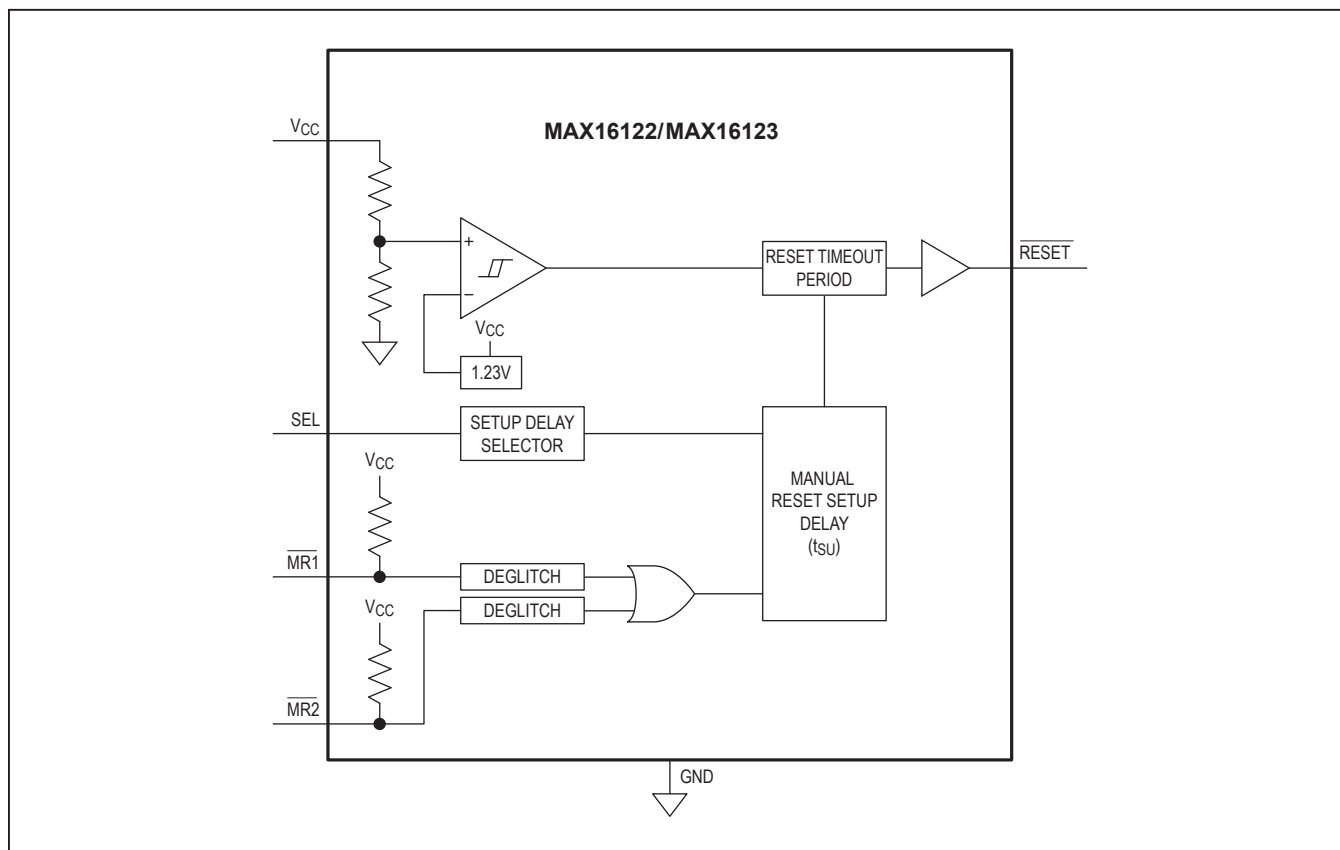 MAX16122/MAX16123
VCC
+
−
VCC
1.23V
RESET TIMEOUT
PERIOD
RESET
SEL
SETUP DELAY
SELECTOR
VCC
MANUAL
RESET SETUP
DELAY
(tSU)
MR1
DEGLITCH
DEGLITCH
VCC
MR2
GND